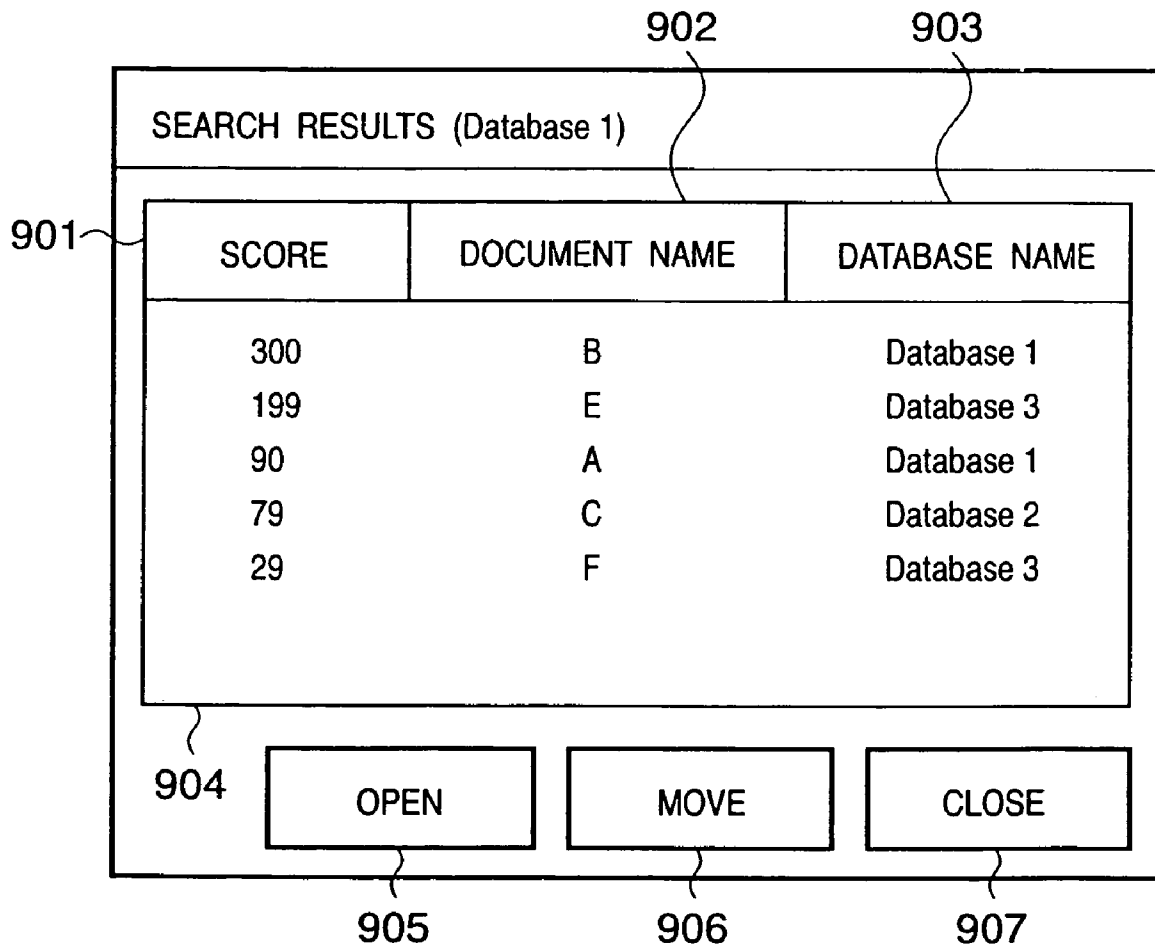 902 903
SEARCH RESULTS (Database 1)
901
SCORE DOCUMENT NAME DATABASE NAME
300 B Database 1
199 E Database 3
90 A Database 1
79 C Database 2
29 F Database 3
904
OPEN MOVE CLOSE
905 906 907